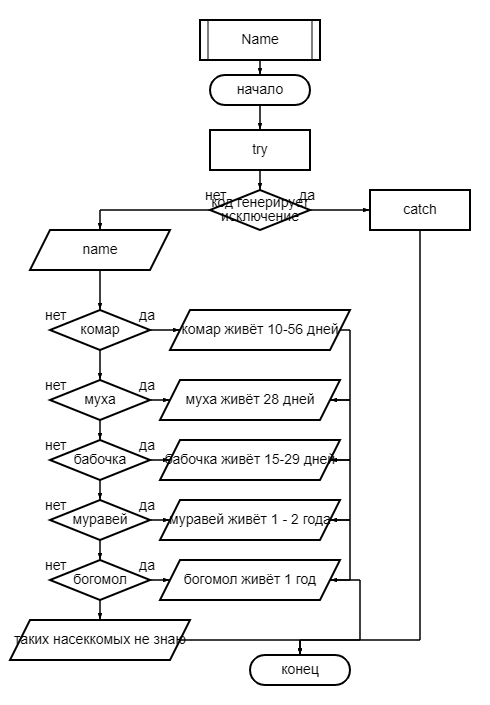 Name
начало
try
нет
да
код генерирует
исключение
catch
name
нет
да
комар
комар живёт 10-56 дней
нет
да
муха
муха живёт 28 дней
нет
да
бабочка
бабочка живёт 15-29 дней
нет
да
муравей
муравей живёт 1 - 2 года
нет
да
богомол
богомол живёт 1 год
таких насеккомых не знаю
конец